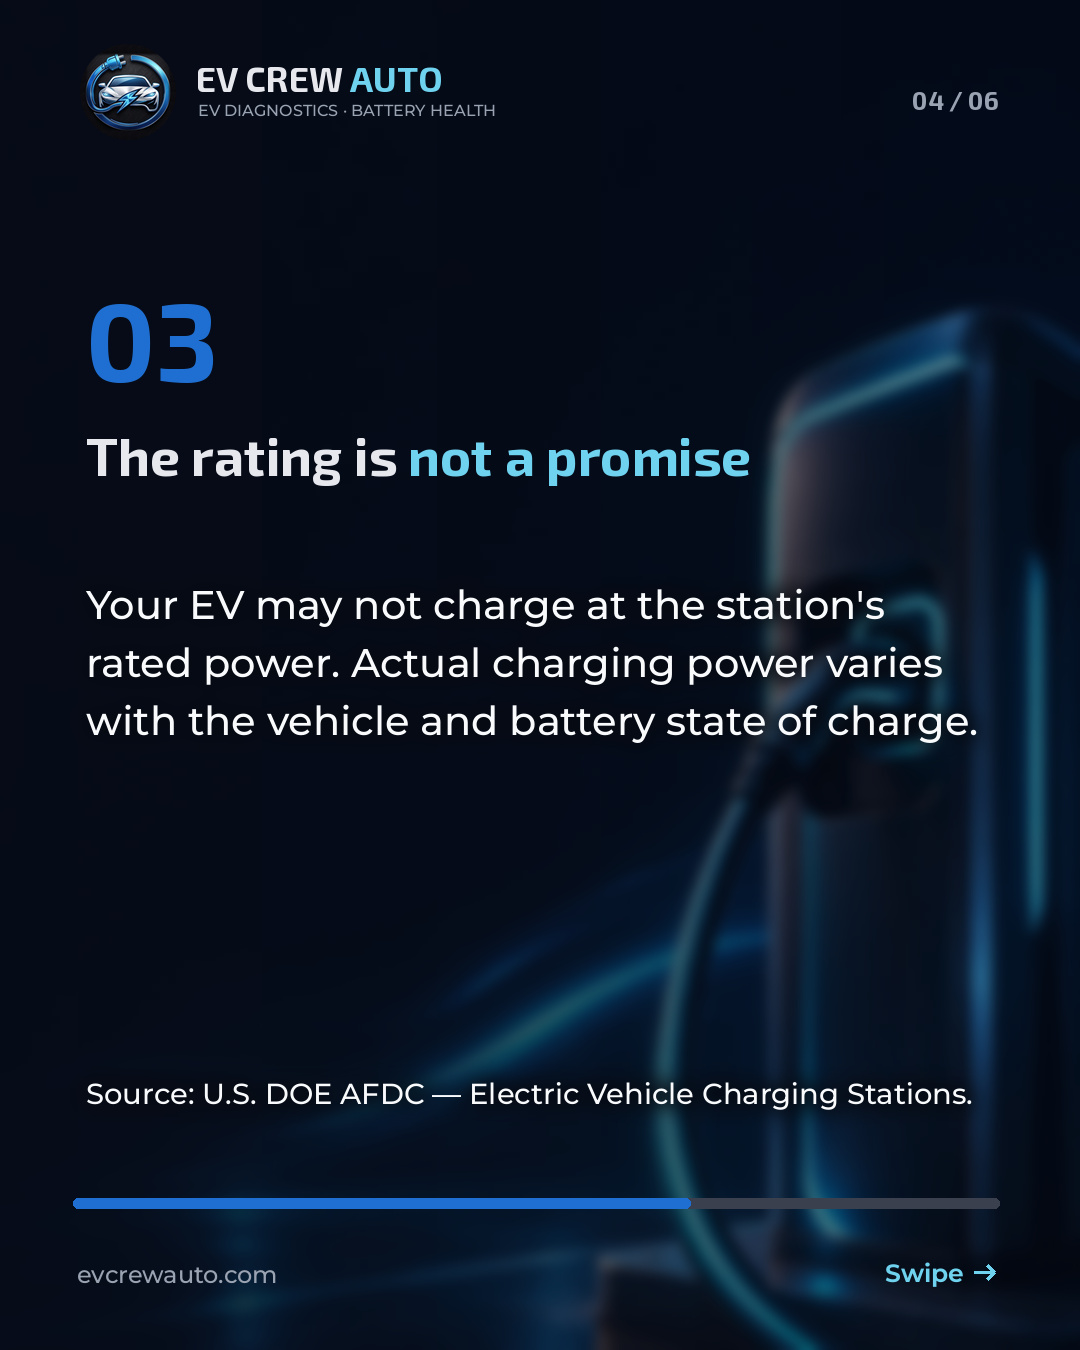 EV CREW AUTO
EV DIAGNOSTICS · BATTERY HEALTH
04 / 06
03
The rating is not a promise
Your EV may not charge at the station's
rated power. Actual charging power varies
with the vehicle and battery state of charge.
Source: U.S. DOE AFDC — Electric Vehicle Charging Stations.
evcrewauto.com
Swipe →